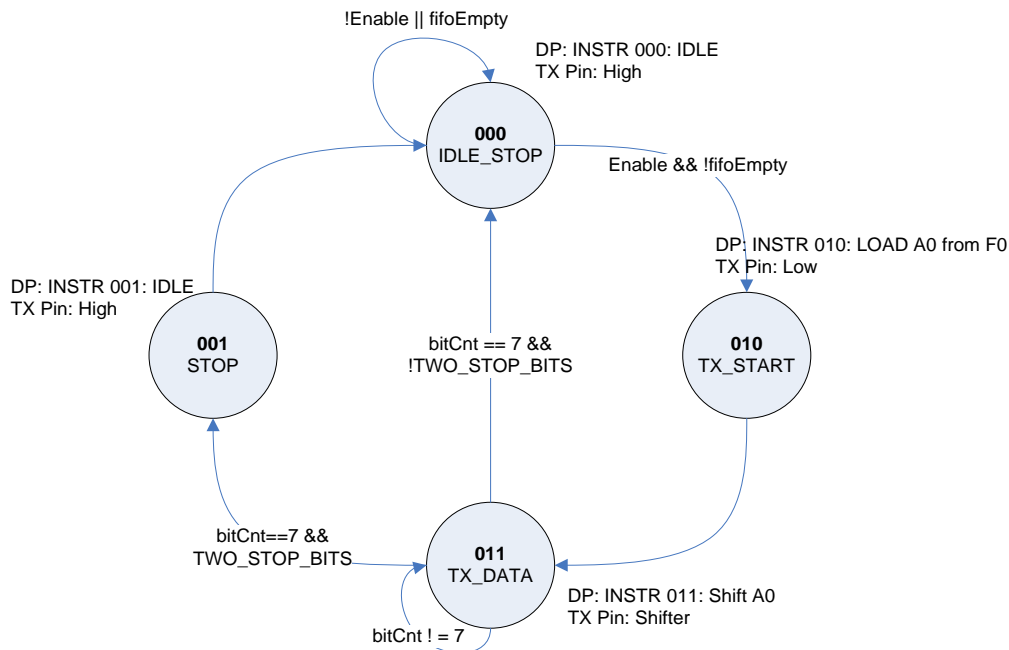 !Enable || fifoEmpty
DP: INSTR 000: IDLE
TX Pin: High
000
IDLE_STOP
Enable && !fifoEmpty
DP: INSTR 010: LOAD A0 from F0
TX Pin: Low
DP: INSTR 001: IDLE
TX Pin: High
001
STOP
bitCnt == 7 &&
!TWO_STOP_BITS
010
TX_START
bitCnt==7 &&
TWO_STOP_BITS
011
TX_DATA
DP: INSTR 011: Shift A0
TX Pin: Shifter
bitCnt ! = 7